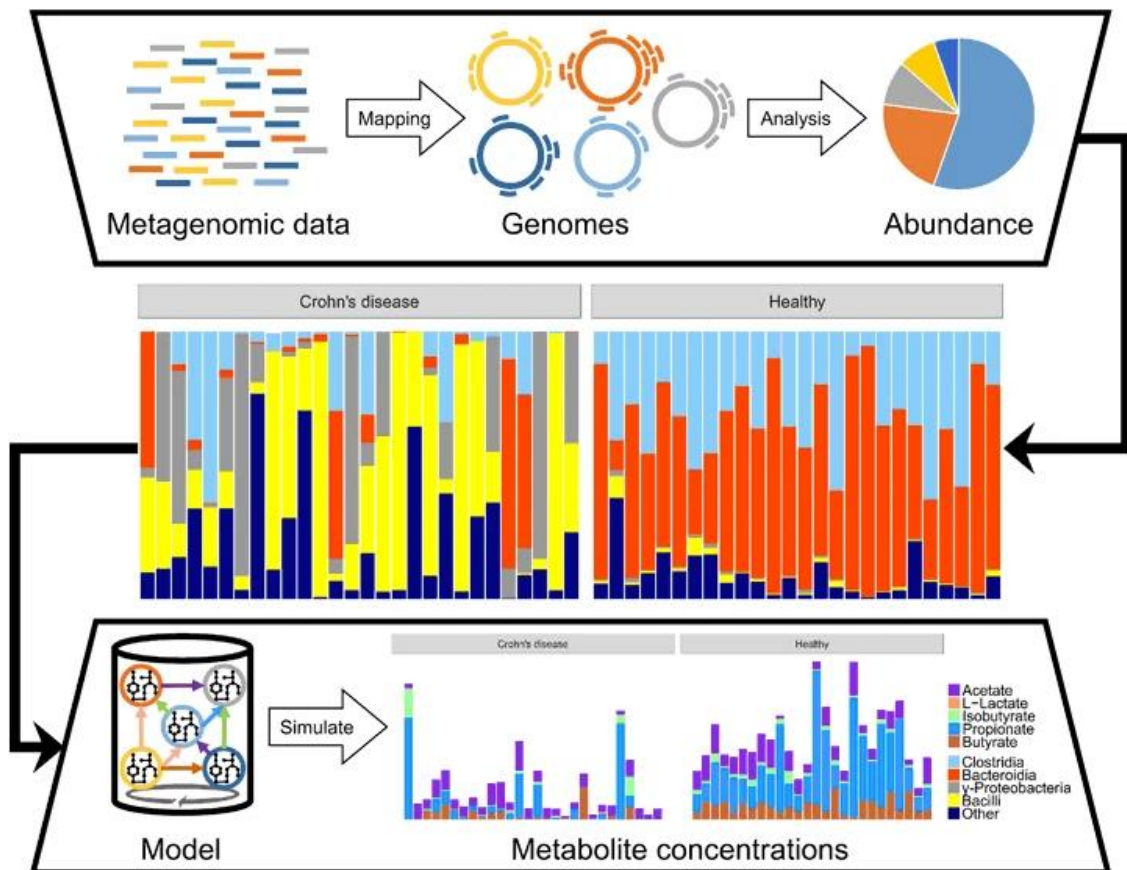 Mapping
Analysis
Metagenomic data
Genomes
Abundance
Crohn's disease
Healthy
Crohn's disease
Healthy
Simulate
Acetate
L-Lactate
Isobutyrate
Propionate
Butyrate
Clostridia
Bacteroidia
γ-Proteobacteria
Bacilli
Other
Model
Metabolite concentrations